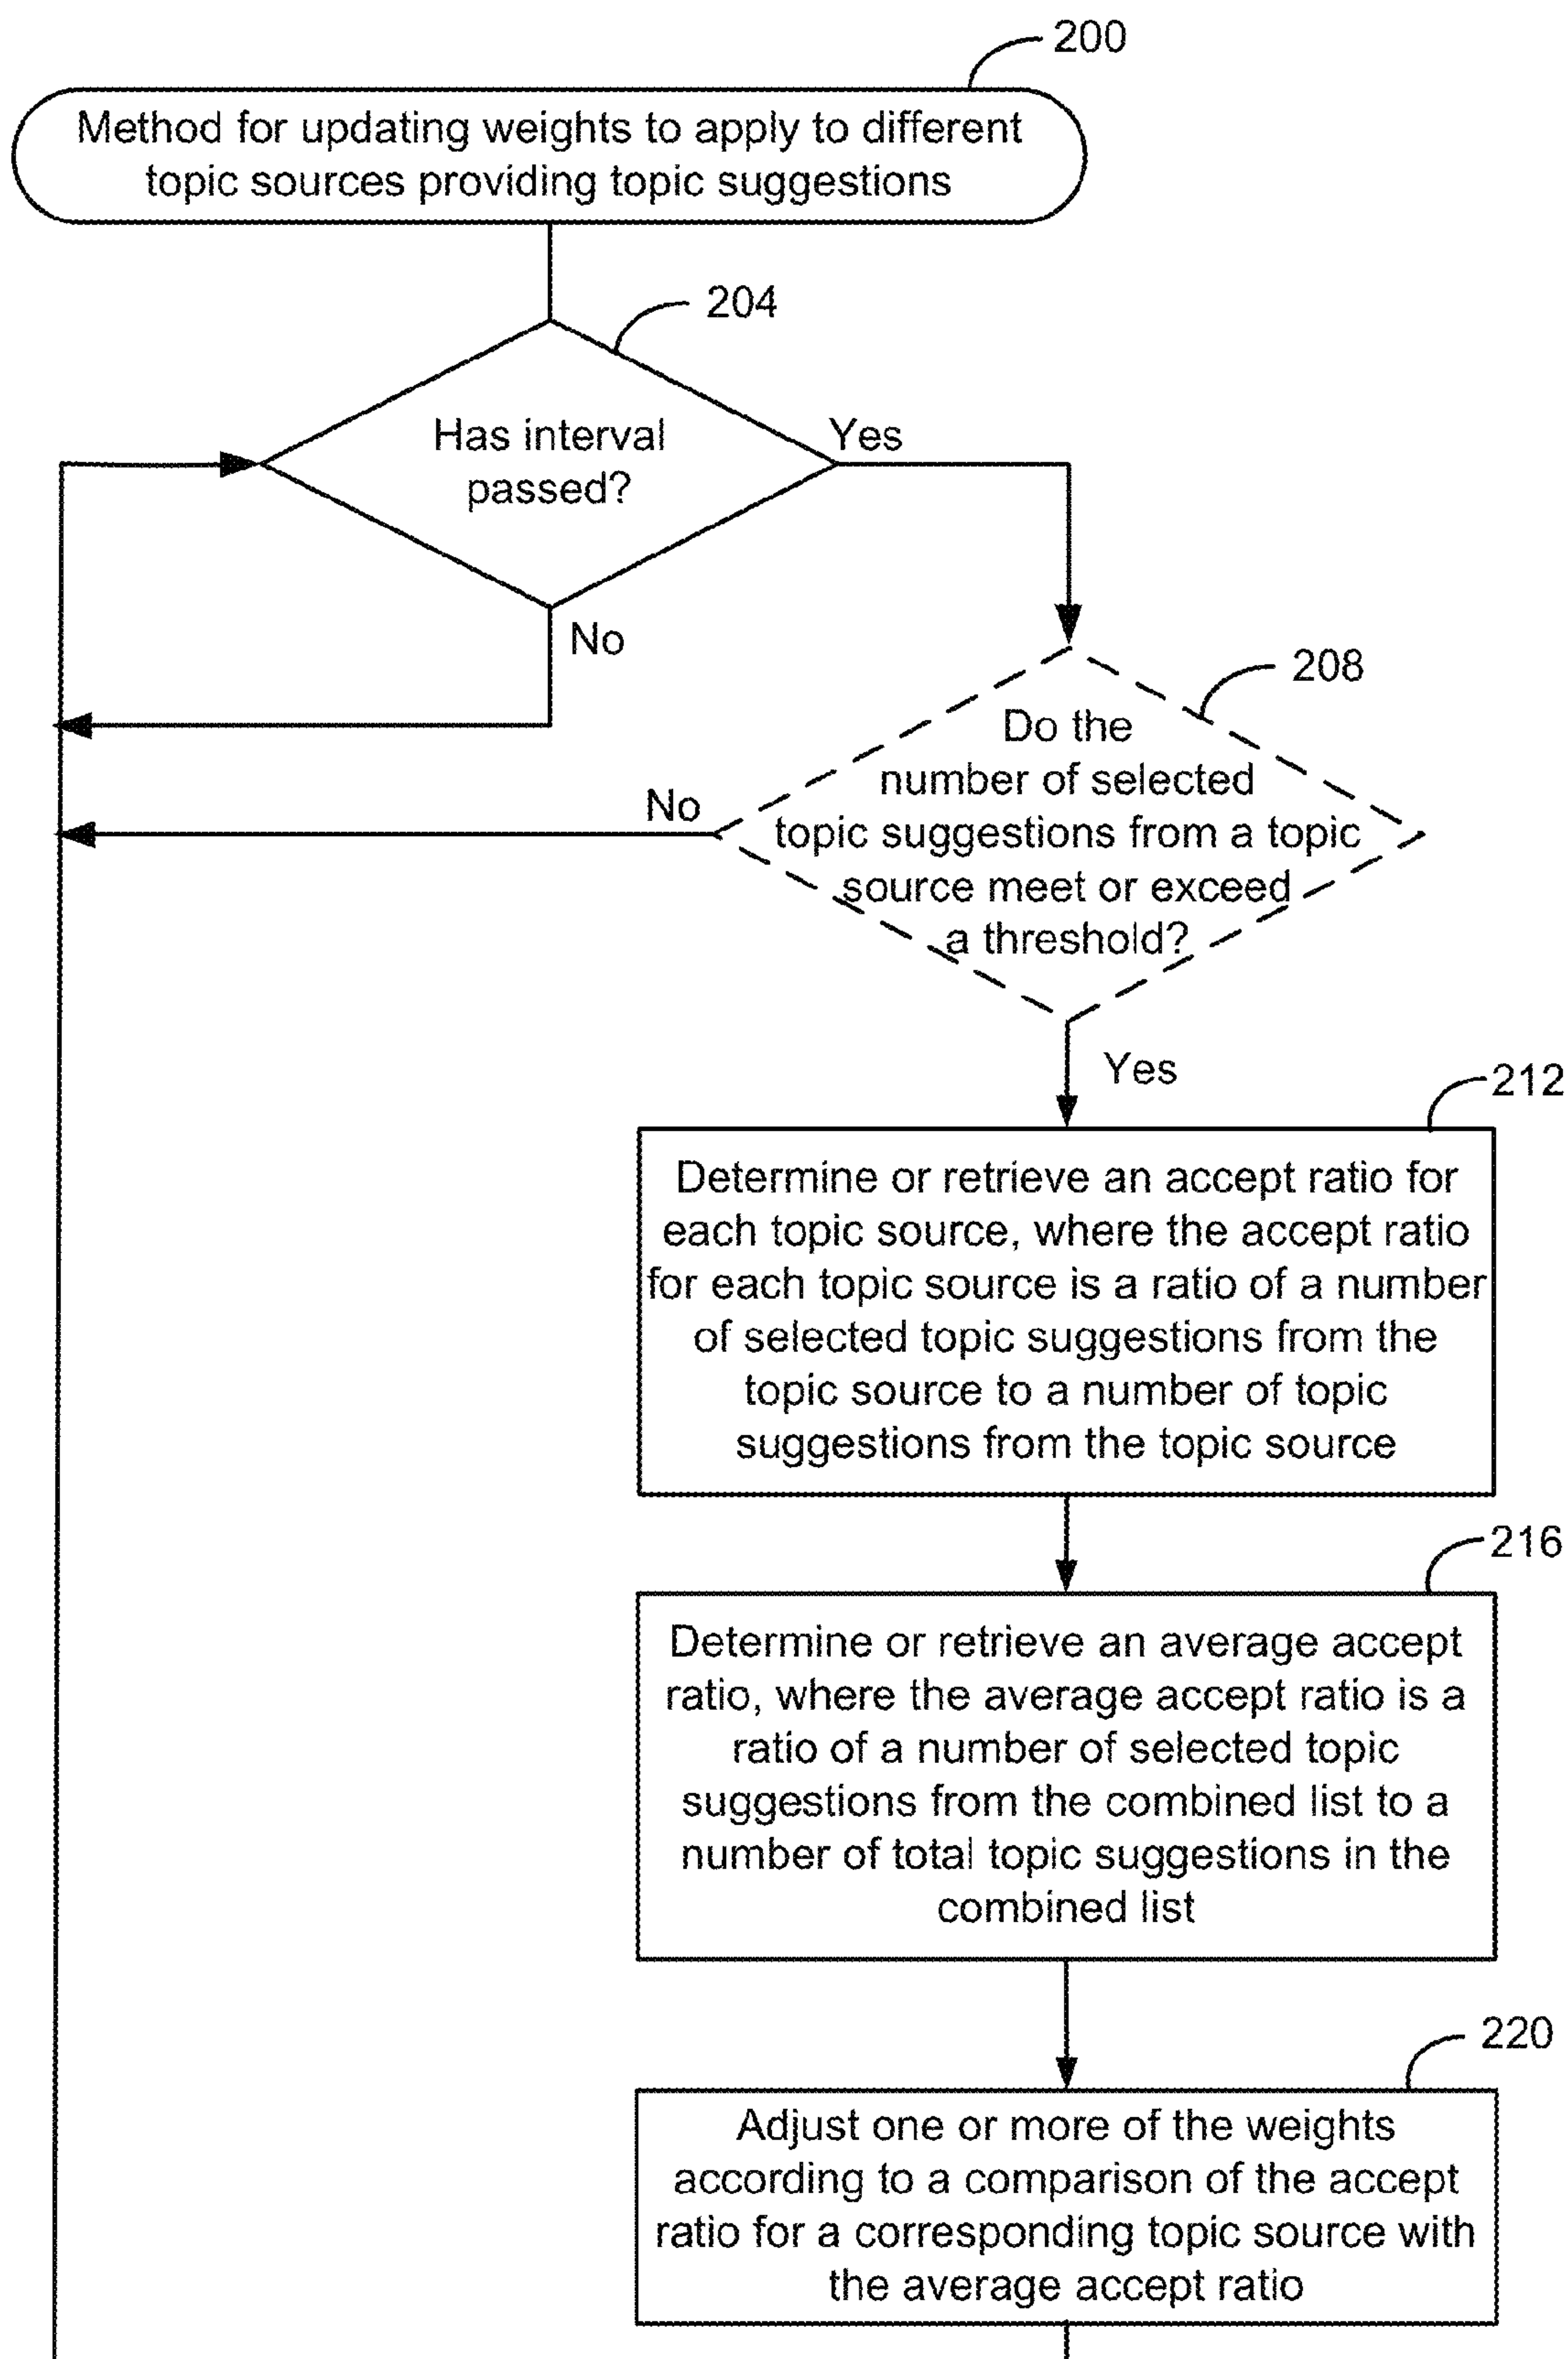 200
Method for updating weights to apply to different
topic sources providing topic suggestions
204
Has interval
passed?
Yes
No
208
Do the
number of selected
topic suggestions from a topic
source meet or exceed
a threshold?
No
Yes
212
Determine or retrieve an accept ratio for
each topic source, where the accept ratio
for each topic source is a ratio of a number
of selected topic suggestions from the
topic source to a number of topic
suggestions from the topic source
216
Determine or retrieve an average accept
ratio, where the average accept ratio is a
ratio of a number of selected topic
suggestions from the combined list to a
number of total topic suggestions in the
combined list
220
Adjust one or more of the weights
according to a comparison of the accept
ratio for a corresponding topic source with
the average accept ratio